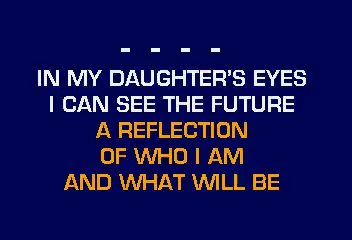 - - - -
IN MY DAUGHTER'S EYES
I CAN SEE THE FUTURE
A REFLECTION
OF WHO I AM
AND WHAT WILL BE